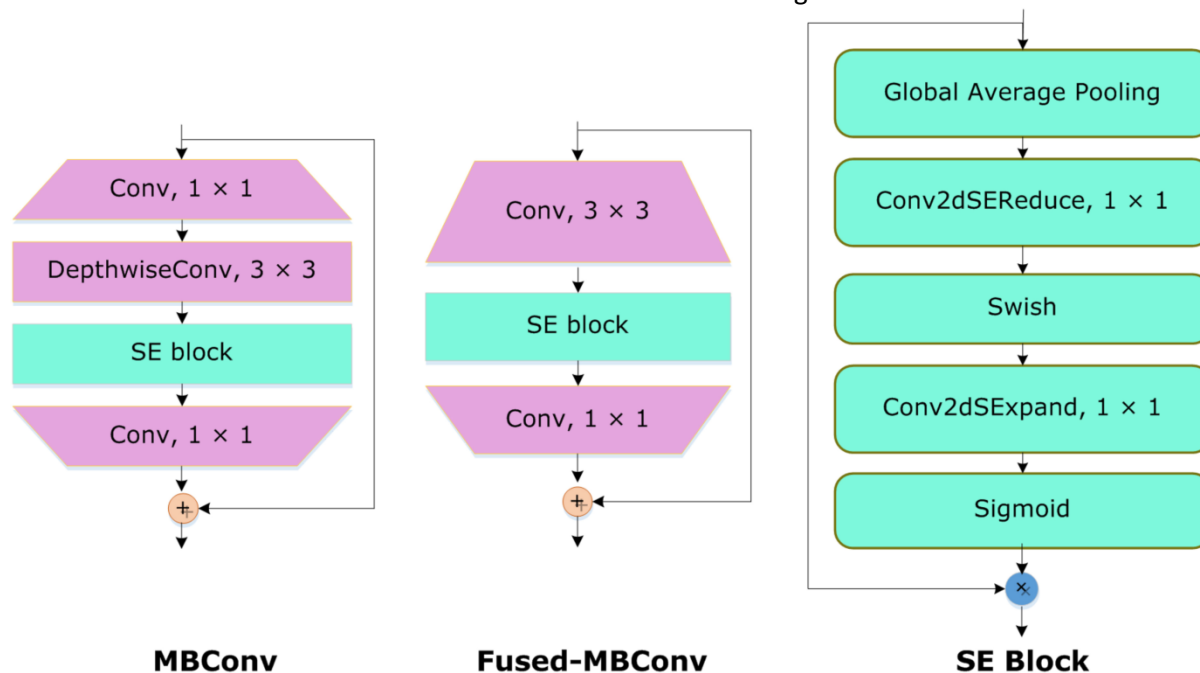 Conv, 1 × 1
DepthwiseConv, 3 × 3
SE block
Conv, 1 × 1
+
MBConv
Conv, 3 × 3
SE block
Conv, 1 × 1
+
Fused-MBConv
Global Average Pooling
Conv2dSEReduce, 1 × 1
Swish
Conv2dSExpand, 1 × 1
Sigmoid
×
SE Block